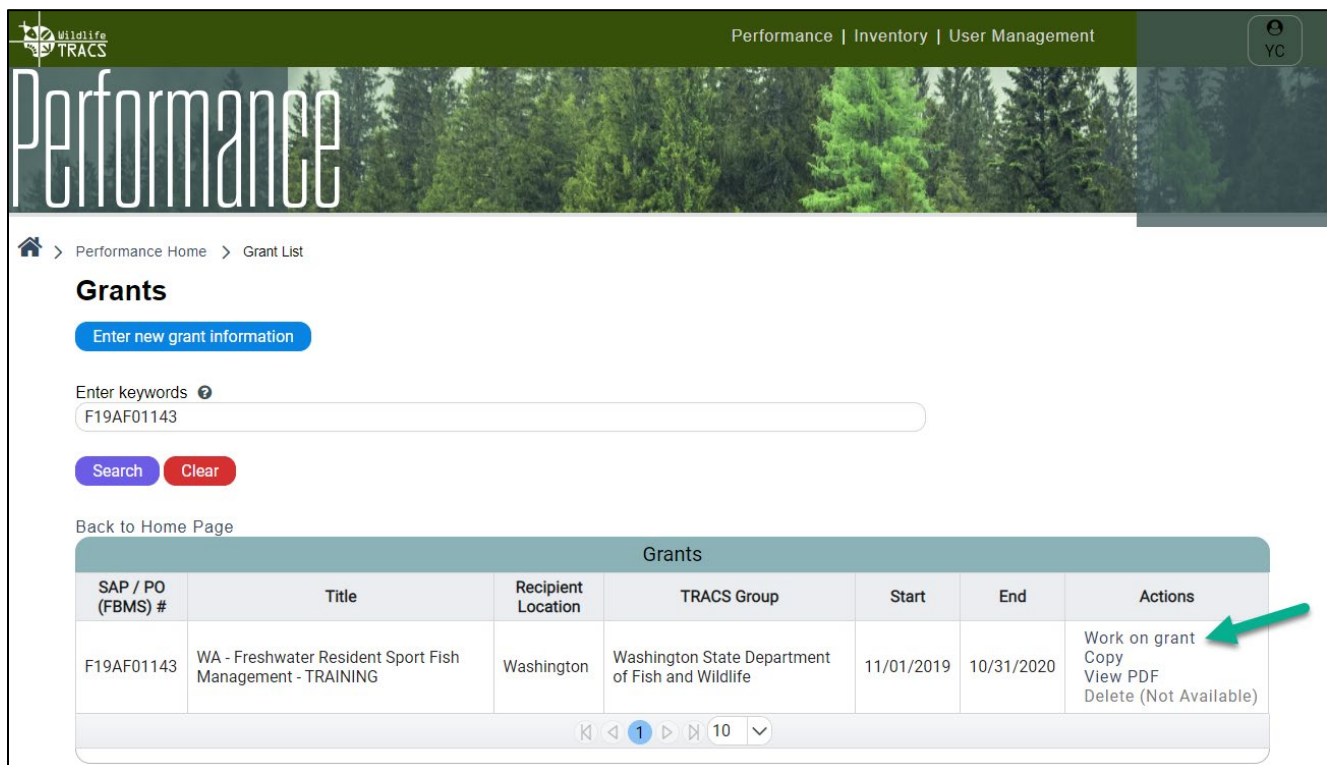 Wildlife
TRACS
Performance | Inventory | User Management
YC
Performance
> Performance Home > Grant List
Grants
Enter new grant information
Enter keywords ?
F19AF01143
Search Clear
Back to Home Page
Grants
SAP / PO (FBMS) # Title Recipient Location TRACS Group Start End Actions
F19AF01143 WA - Freshwater Resident Sport Fish Management - TRAINING Washington Washington State Department of Fish and Wildlife 11/01/2019 10/31/2020 Work on grant
Copy
View PDF
Delete (Not Available)
1 10